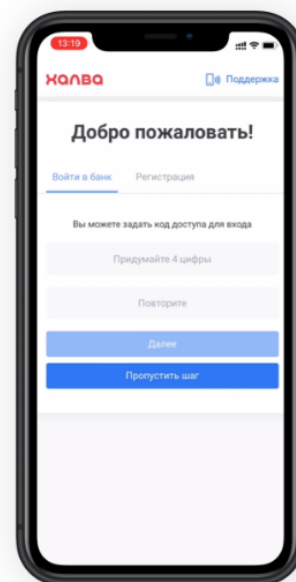 13:19
халва
Поддержка
Добро пожаловать!
Войти в банк Регистрация
Вы можете задать код доступа для входа
Придумайте 4 цифры
Повторите
Далее
Пропустить шаг